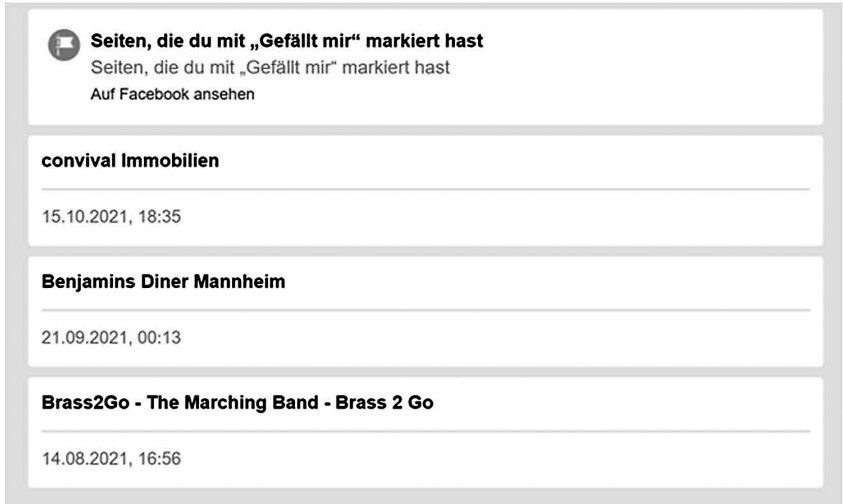 Seiten, die du mit „Gefällt mir“ markiert hast
Seiten, die du mit „Gefällt mir“ markiert hast
Auf Facebook ansehen
convival Immobilien
15.10.2021, 18:35
Benjamins Diner Mannheim
21.09.2021, 00:13
Brass2Go - The Marching Band - Brass 2 Go
14.08.2021, 16:56